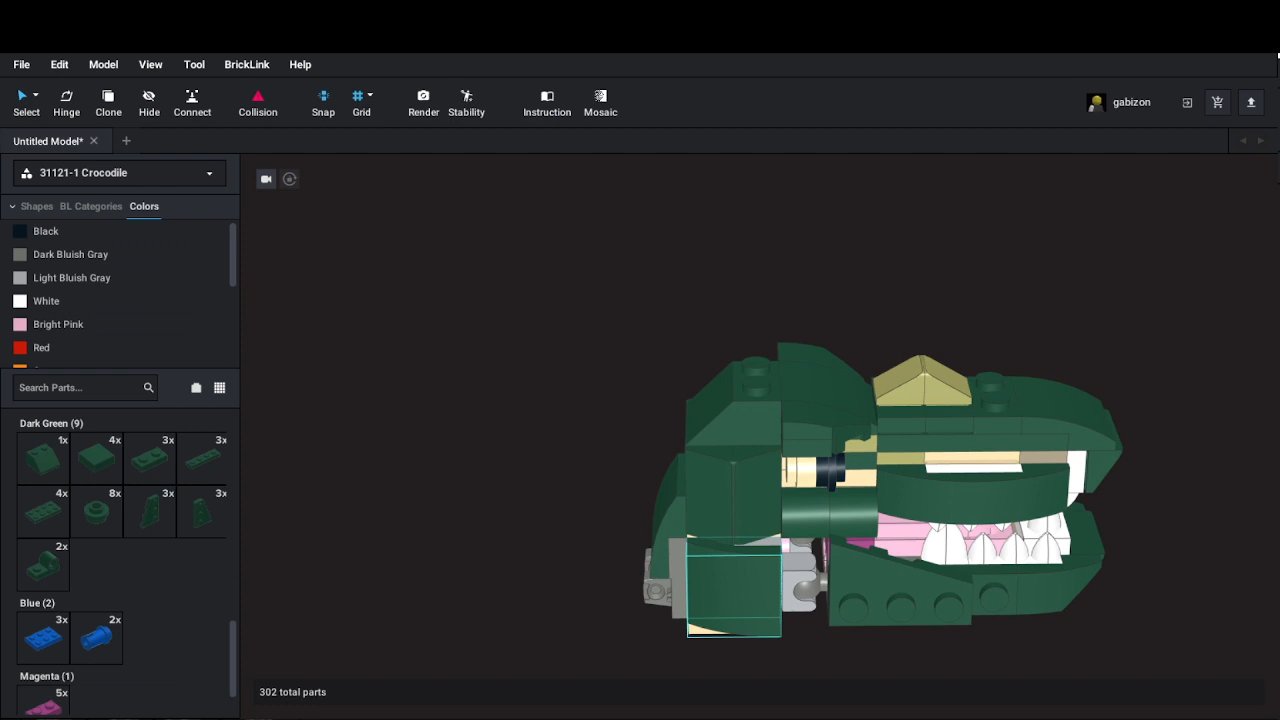 File Edit Model View Tool BrickLink Help
Select Hinge Clone Hide Connect Collision Snap Grid Render Stability Instruction Mosaic gabizon
Untitled Model*
31121-1 Crocodile
Shapes BL Categories Colors
Black
Dark Bluish Gray
Light Bluish Gray
White
Bright Pink
Red
Search Parts...
Dark Green (9)
1x 4x 3x 3x
4x 8x 3x 3x
2x
Blue (2)
3x 2x
Magenta (1)
5x
302 total parts